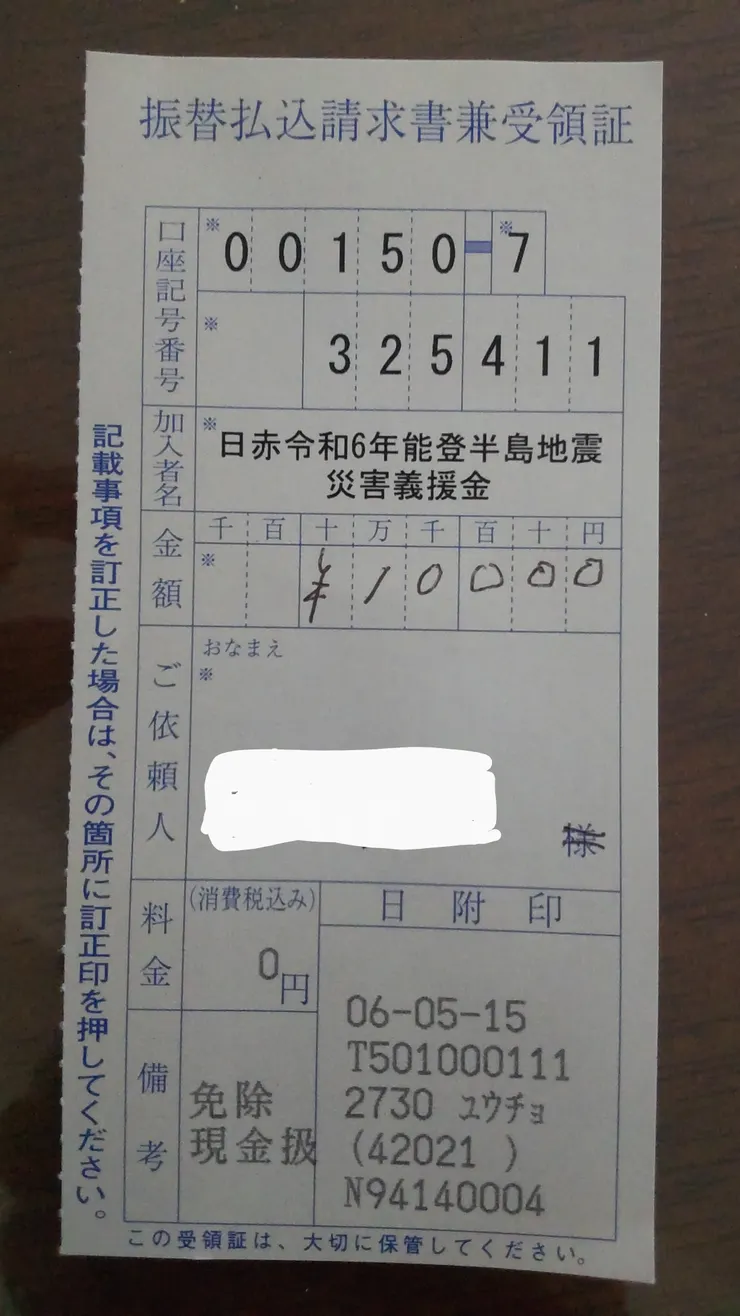 振替払込請求書兼受領証
口座記号番号
※ 00150-7 ※
※ 325411
加入者名
※ 日赤令和6年能登半島地震
災害義援金
金額
千 百 十 万 千 百 十 円
※ ¥10000
ご依頼人
おなまえ
※
様
料金
(消費税込み)
0円
日附印
06-05-15
T501000111
2730 ユウチョ
(42021 )
N94140004
備考
免除
現金扱
記載事項を訂正した場合は、その箇所に訂正印を押してください。
この受領証は、大切に保管してください。